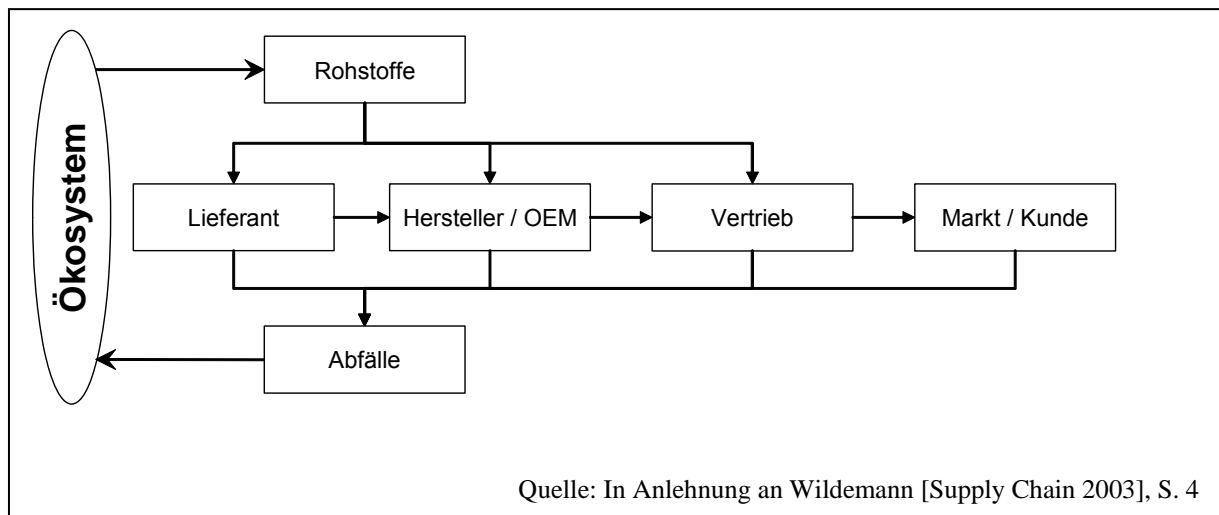 Ökosystem
Rohstoffe
Lieferant
Hersteller / OEM
Vertrieb
Markt / Kunde
Abfälle
Quelle: In Anlehnung an Wildemann [Supply Chain 2003], S. 4